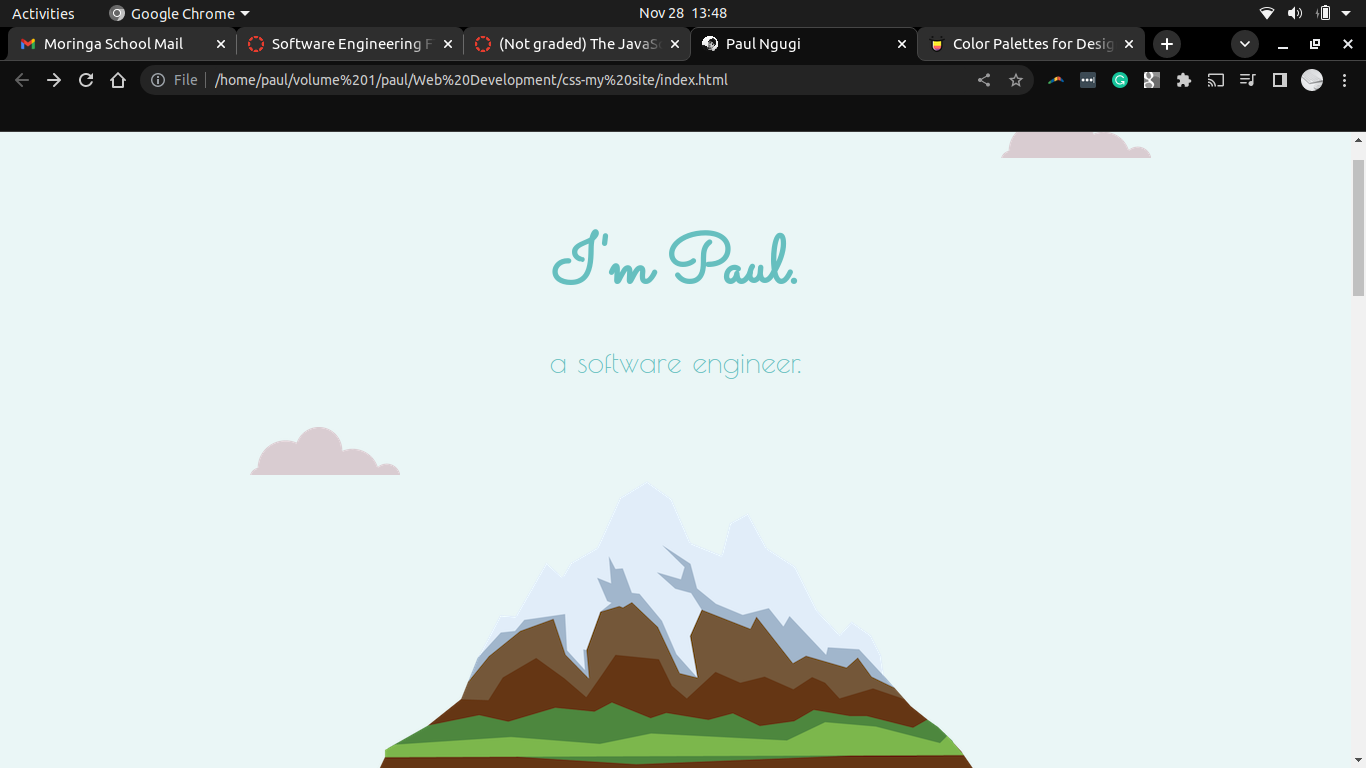 Activities Google Chrome Nov 28 13:48
Moringa School Mail Software Engineering F (Not graded) The JavaSc Paul Ngugi Color Palettes for Desig
File /home/paul/volume%201/paul/Web%20Development/css-my%20site/index.html
I'm Paul.
a software engineer.